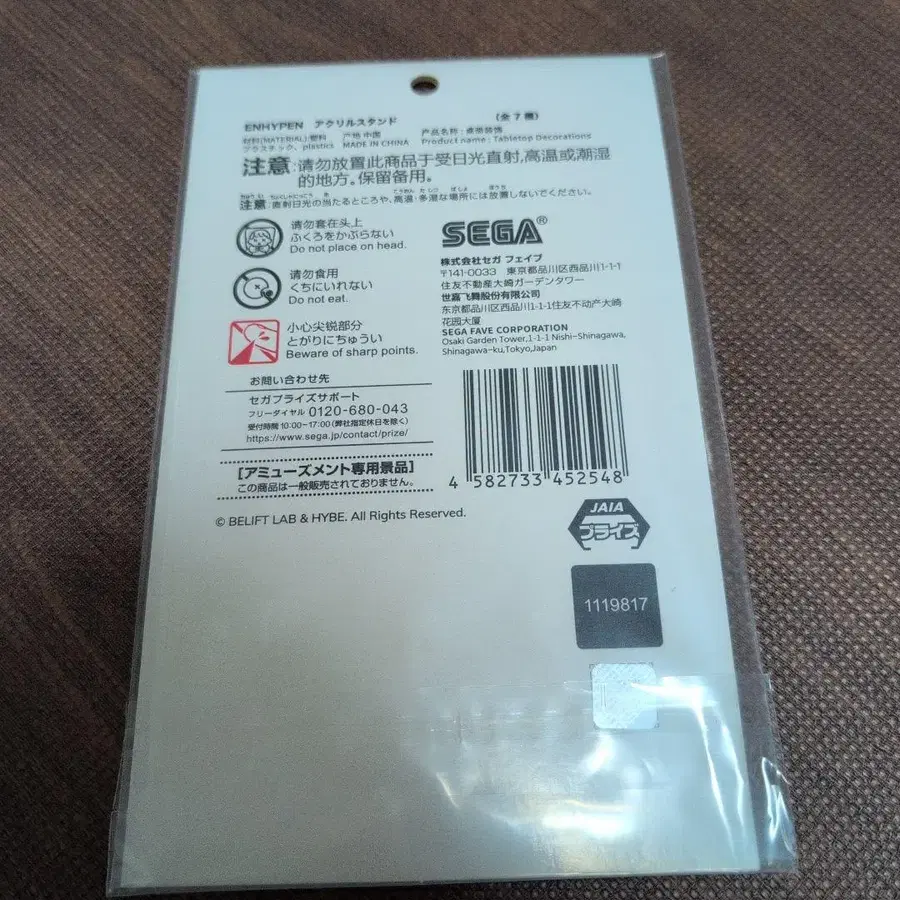 ENHYPEN アクリルスタンド (全7種)
材料(MATERIAL):塑料 产地 中国 产品名称:桌面装饰
プラスチック、plastics MADE IN CHINA Product name : Tabletop Decorations
注意:请勿放置此商品于受日光直射,高温或潮湿
的地方。保留备用。
注意:直射日光の当たるところや、高温・多湿な場所には放置しないでください。
请勿套在头上
ふくろをかぶらない
Do not place on head.
请勿食用
くちにいれない
Do not eat.
小心尖锐部分
とがりにちゅうい
Beware of sharp points.
お問い合わせ先
セガプライズサポート
フリーダイヤル 0120-680-043
受付時間 10:00~17:00 (弊社指定休日を除く)
https://www.sega.jp/contact/prize/
[アミューズメント専用景品]
この商品は一般販売されておりません。
© BELIFT LAB & HYBE. All Rights Reserved.
SEGA®
株式会社セガ フェイブ
〒141-0033 東京都品川区西品川1-1-1
住友不動産大崎ガーデンタワー
世嘉飞舞股份有限公司
东京都品川区西品川1-1-1住友不动产大崎
花园大厦
SEGA FAVE CORPORATION
Osaki Garden Tower,1-1-1 Nishi-Shinagawa,
Shinagawa-ku,Tokyo,Japan
4 582733 452548
JAIA
プライズ
1119817